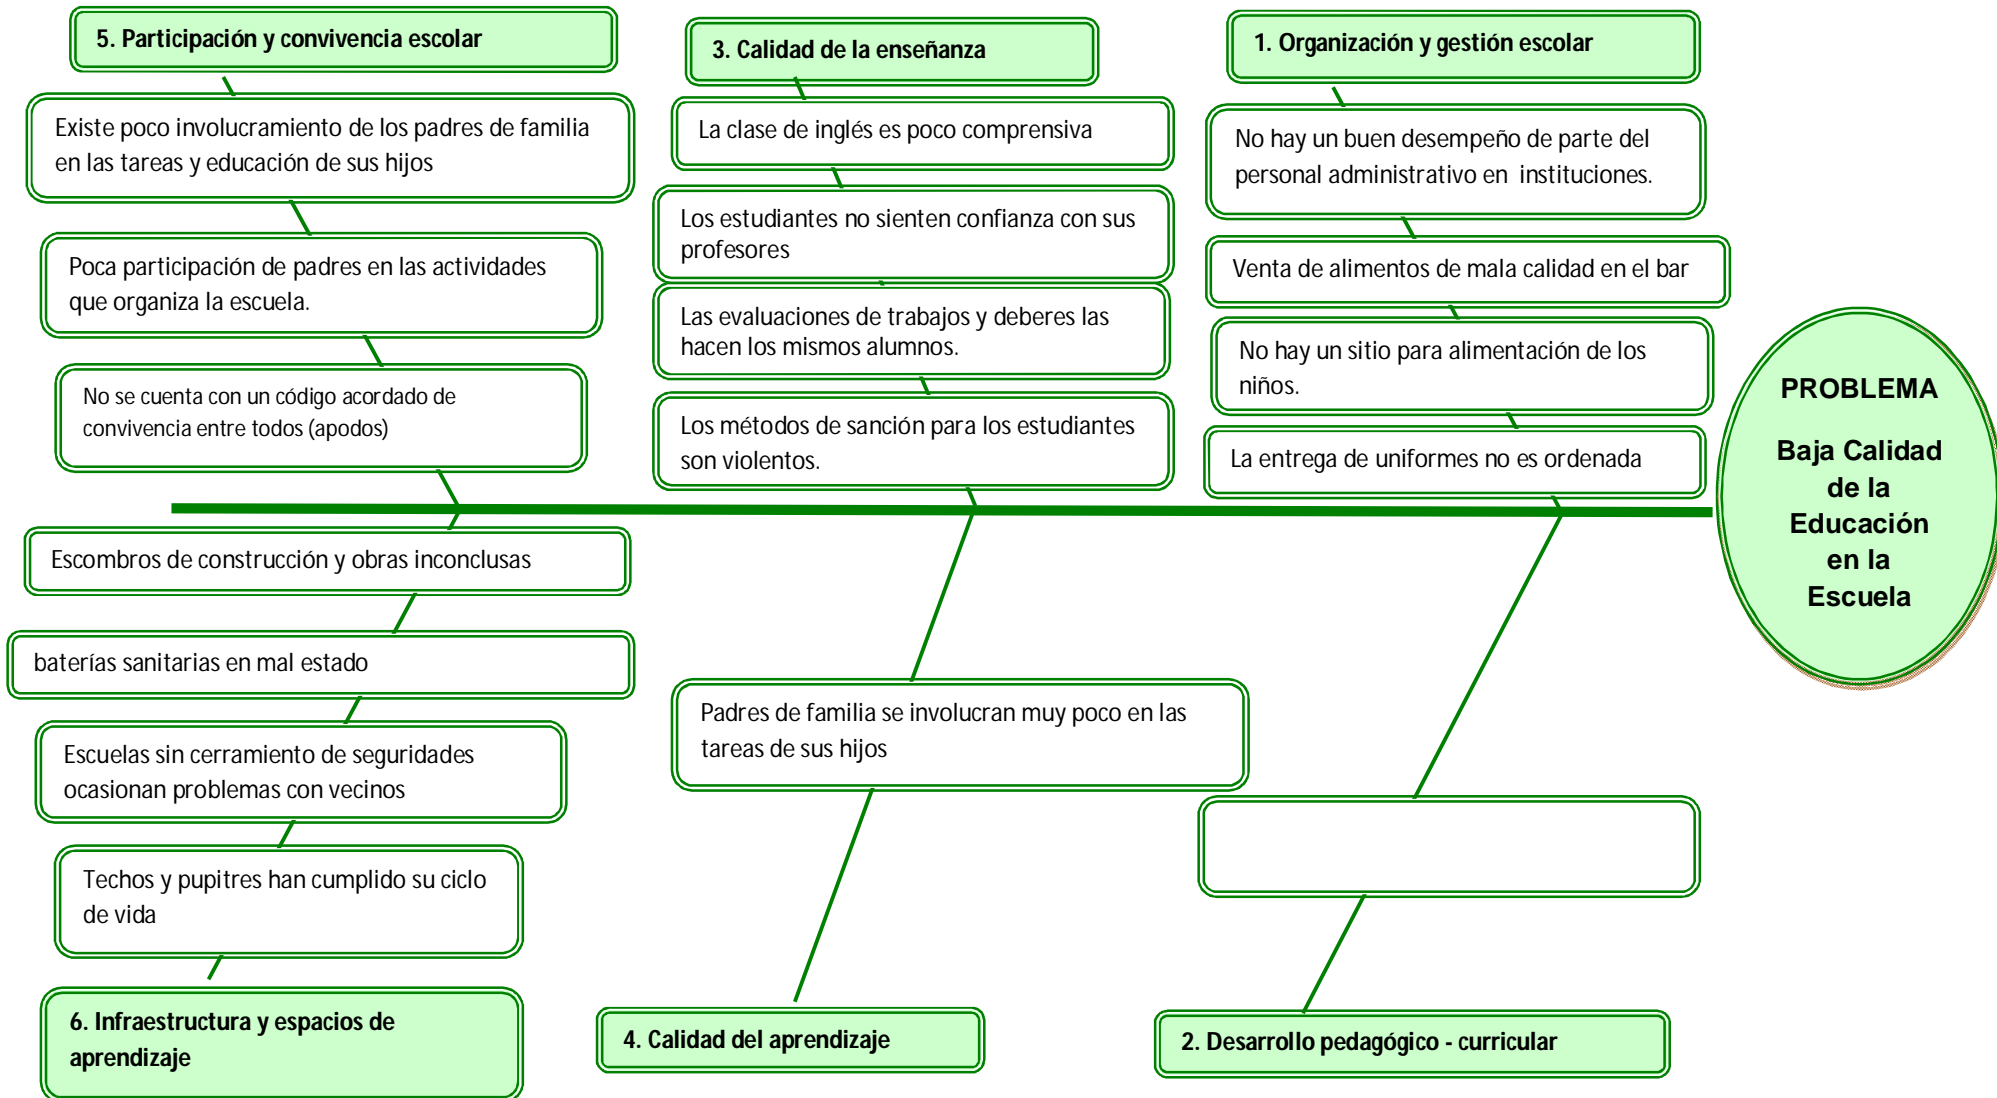 5. Participación y convivencia escolar
Existe poco involucramiento de los padres de familia
en las tareas y educación de sus hijos
Poca participación de padres en las actividades
que organiza la escuela.
No se cuenta con un código acordado de
convivencia entre todos (apodos)
3. Calidad de la enseñanza
La clase de inglés es poco comprensiva
Los estudiantes no sienten confianza con sus
profesores
Las evaluaciones de trabajos y deberes las
hacen los mismos alumnos.
Los métodos de sanción para los estudiantes
son violentos.
1. Organización y gestión escolar
No hay un buen desempeño de parte del
personal administrativo en  instituciones.
Venta de alimentos de mala calidad en el bar
No hay un sitio para alimentación de los
niños.
La entrega de uniformes no es ordenada
PROBLEMA
Baja Calidad
de la
Educación
en la
Escuela
Escombros de construcción y obras inconclusas
baterías sanitarias en mal estado
Escuelas sin cerramiento de seguridades
ocasionan problemas con vecinos
Techos y pupitres han cumplido su ciclo
de vida
6. Infraestructura y espacios de
aprendizaje
Padres de familia se involucran muy poco en las
tareas de sus hijos
4. Calidad del aprendizaje
2. Desarrollo pedagógico - curricular